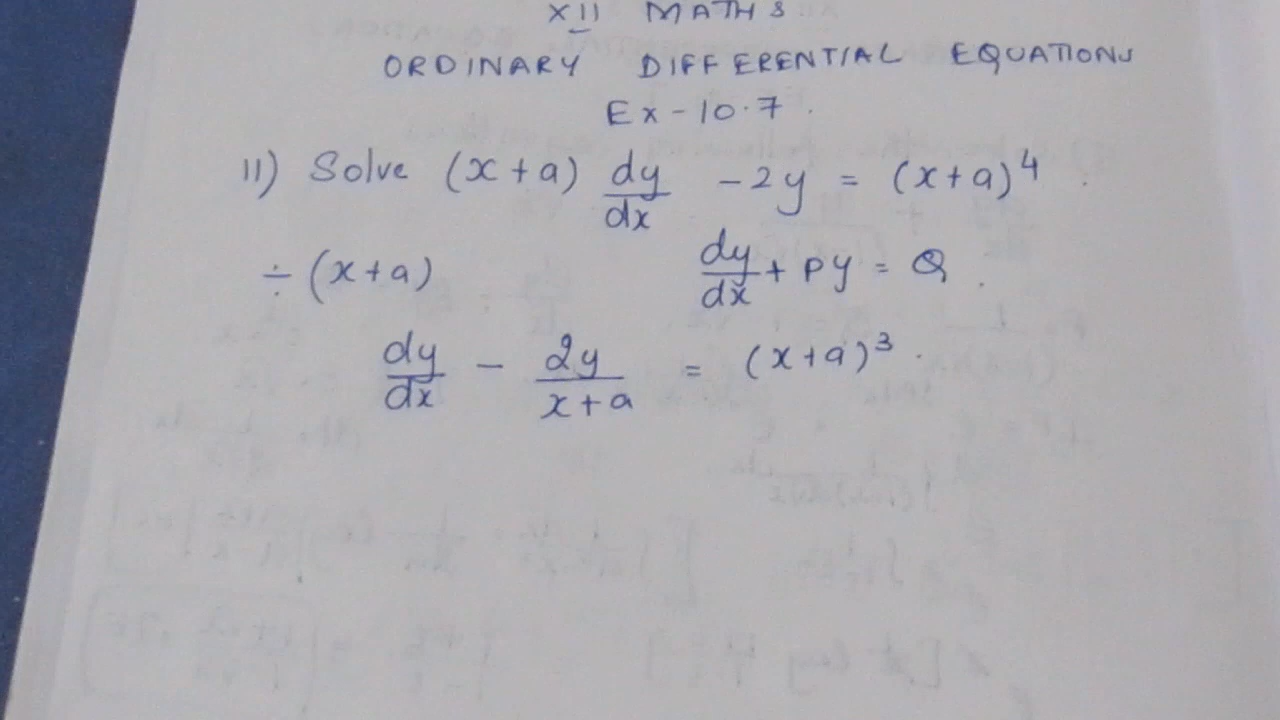 XII MATHS
ORDINARY DIFFERENTIAL EQUATIONS
Ex - 10.7.
11) Solve (x+a) dy/dx - 2y = (x+a)^4.
÷ (x+a) dy/dx + Py = Q.
dy/dx - 2y/(x+a) = (x+a)^3.